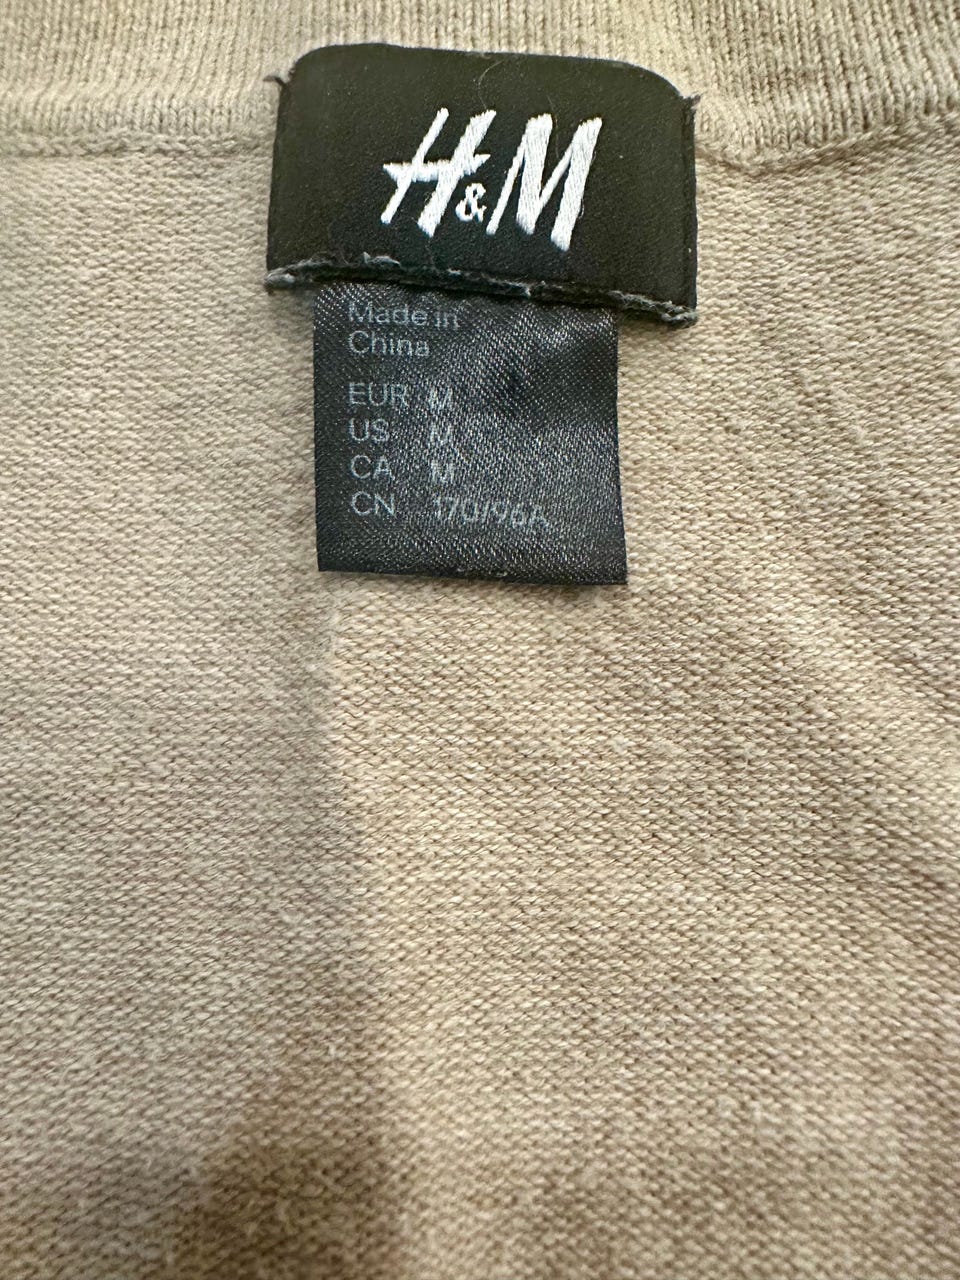 H&M
Made in
China
EUR M
US M
CA M
CN 170/96A